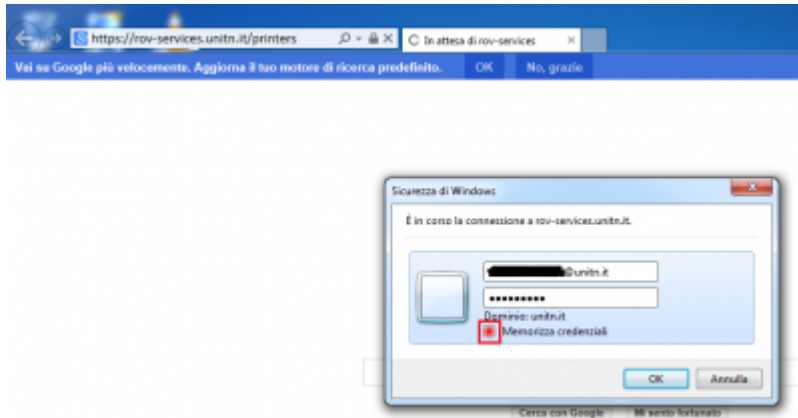 https://rov-services.unitn.it/printers
In attesa di rov-services
Vai su Google più velocemente. Aggiorna il tuo motore di ricerca predefinito. OK No, grazie
Sicurezza di Windows
È in corso la connessione a rov-services.unitn.it.
@unitn.it
Dominio: unitn.it
Memorizza credenziali
OK Annulla
Cerca con Google Mi sento fortunato